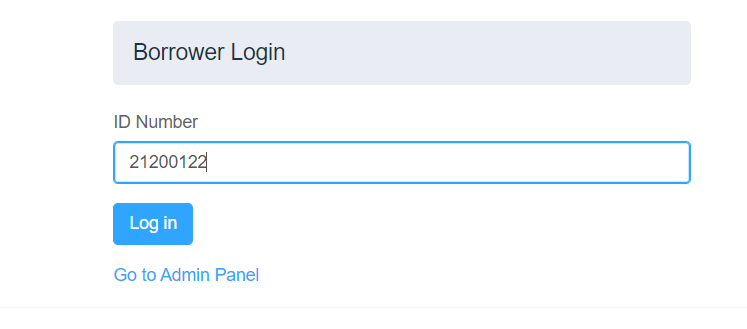 Borrower Login
ID Number
21200122
Log in
Go to Admin Panel